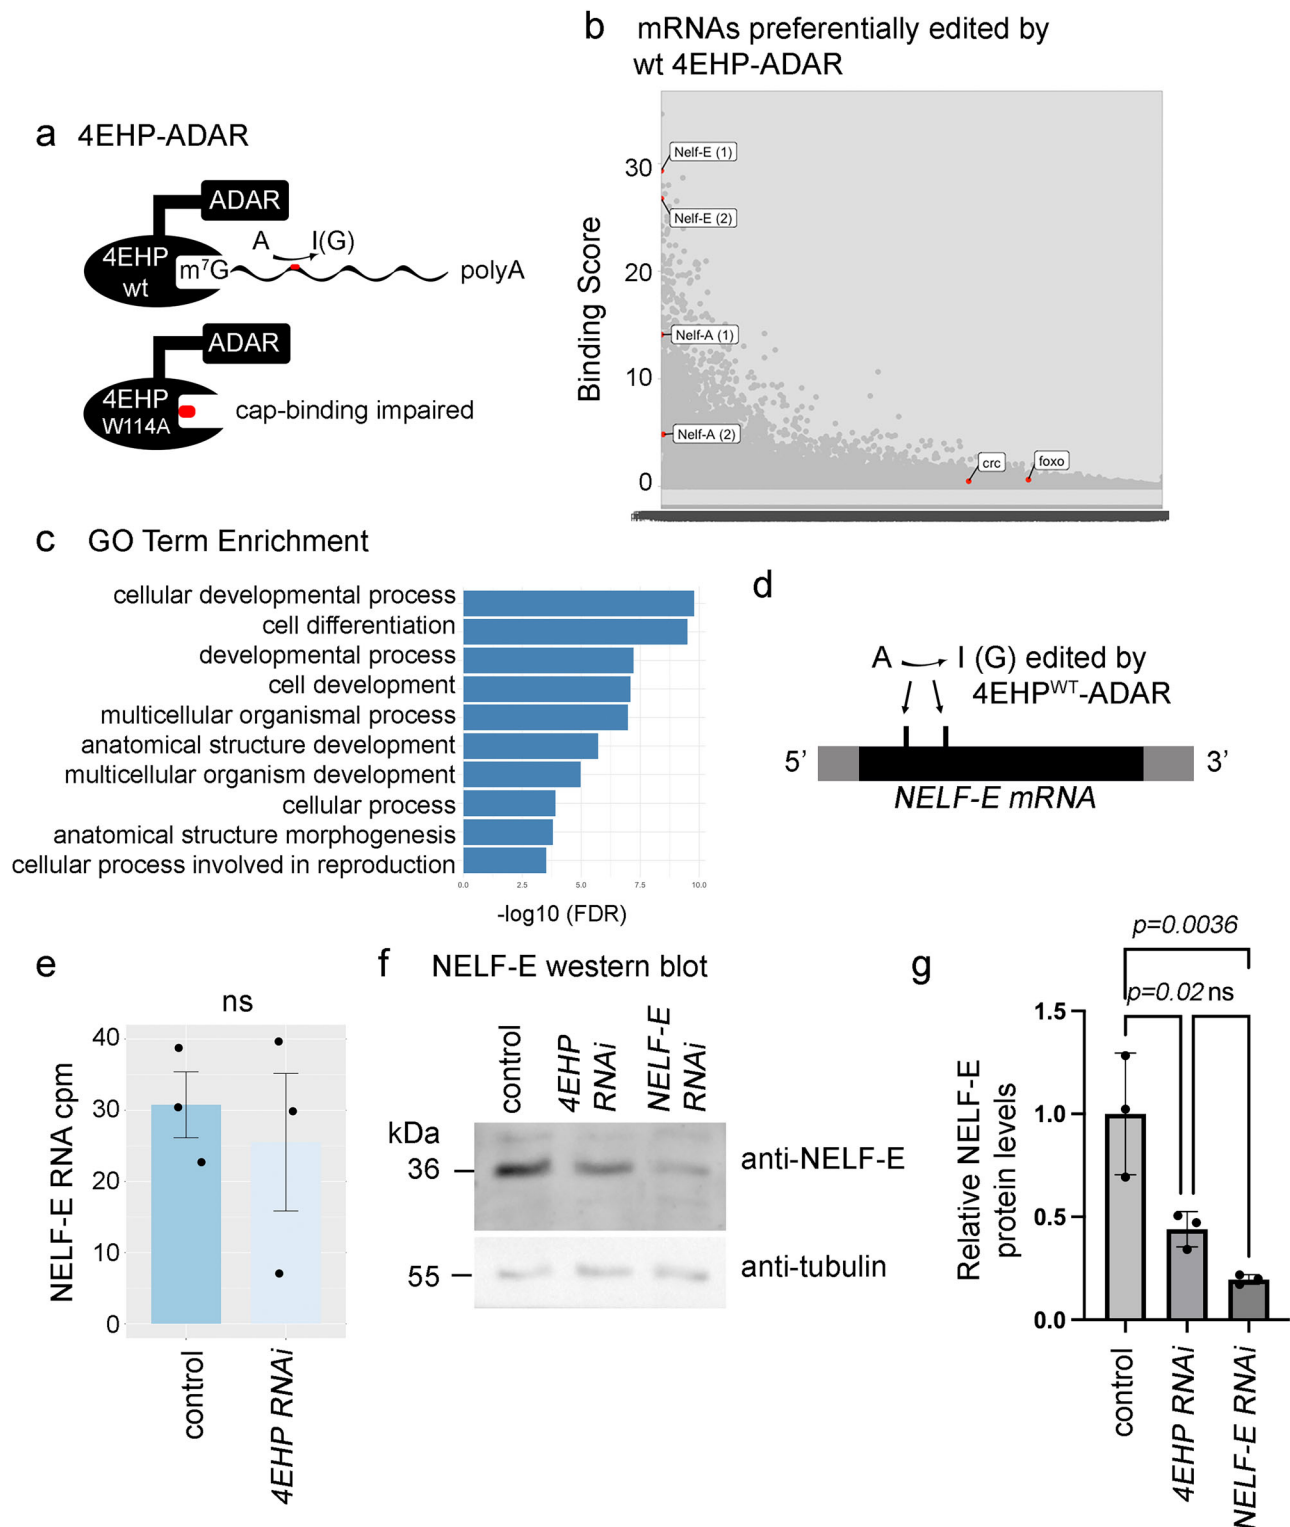 a 4EHP-ADAR
ADAR
A I(G)
4EHP
wt
m⁷G
polyA
ADAR
4EHP
W114A
cap-binding impaired
b mRNAs preferentially edited by
wt 4EHP-ADAR
Binding Score
30
20
10
0
Nelf-E (1)
Nelf-E (2)
Nelf-A (1)
Nelf-A (2)
crc
foxo
c GO Term Enrichment
cellular developmental process
cell differentiation
developmental process
cell development
multicellular organismal process
anatomical structure development
multicellular organism development
cellular process
anatomical structure morphogenesis
cellular process involved in reproduction
0.0 2.5 5.0 7.5 10.0
-log10 (FDR)
d
A I (G) edited by
4EHPᵂᵀ-ADAR
5’ 3’
NELF-E mRNA
e
ns
NELF-E RNA cpm
40
30
20
10
0
control
4EHP RNAi
f NELF-E western blot
control
4EHP
RNAi
NELF-E
RNAi
kDa
36
anti-NELF-E
55
anti-tubulin
g
p=0.0036
p=0.02 ns
Relative NELF-E
protein levels
1.5
1.0
0.5
0.0
control
4EHP RNAi
NELF-E RNAi